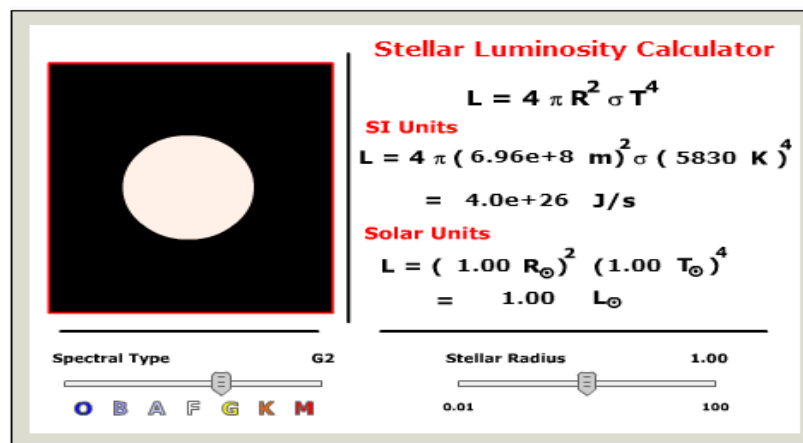 Stellar Luminosity Calculator
L = 4 π R² σ T⁴
SI Units
L = 4 π ( 6.96e+8 m)² σ ( 5830 K )⁴
= 4.0e+26 J/s
Solar Units
L = ( 1.00 R⊙)² (1.00 T⊙)⁴
= 1.00 L⊙
Spectral Type G2
O B A F G K M
Stellar Radius 1.00
0.01 100